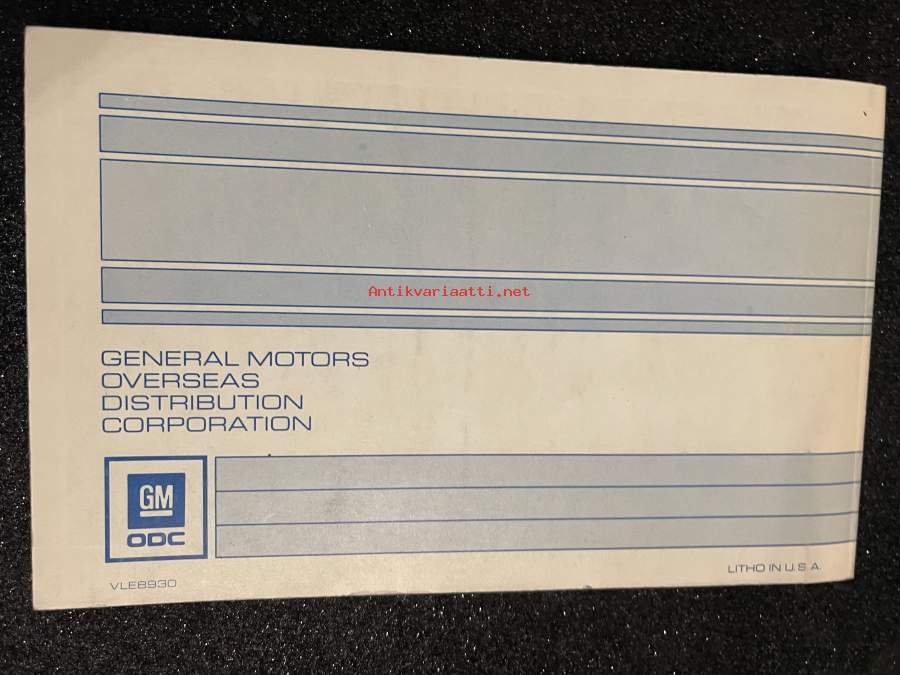 Antikvariaatti.net
GENERAL MOTORS
OVERSEAS
DISTRIBUTION
CORPORATION
GM
ODC
VLE8930
LITHO IN U.S.A.